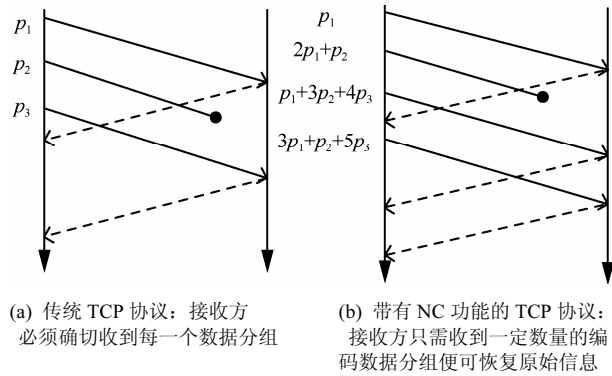 p₁
p₂
p₃
p₁
2p₁+p₂
p₁+3p₂+4p₃
3p₁+p₂+5p₃
(a) 传统 TCP 协议：接收方
必须确切收到每一个数据分组
(b) 带有 NC 功能的 TCP 协议：
接收方只需收到一定数量的编
码数据分组便可恢复原始信息